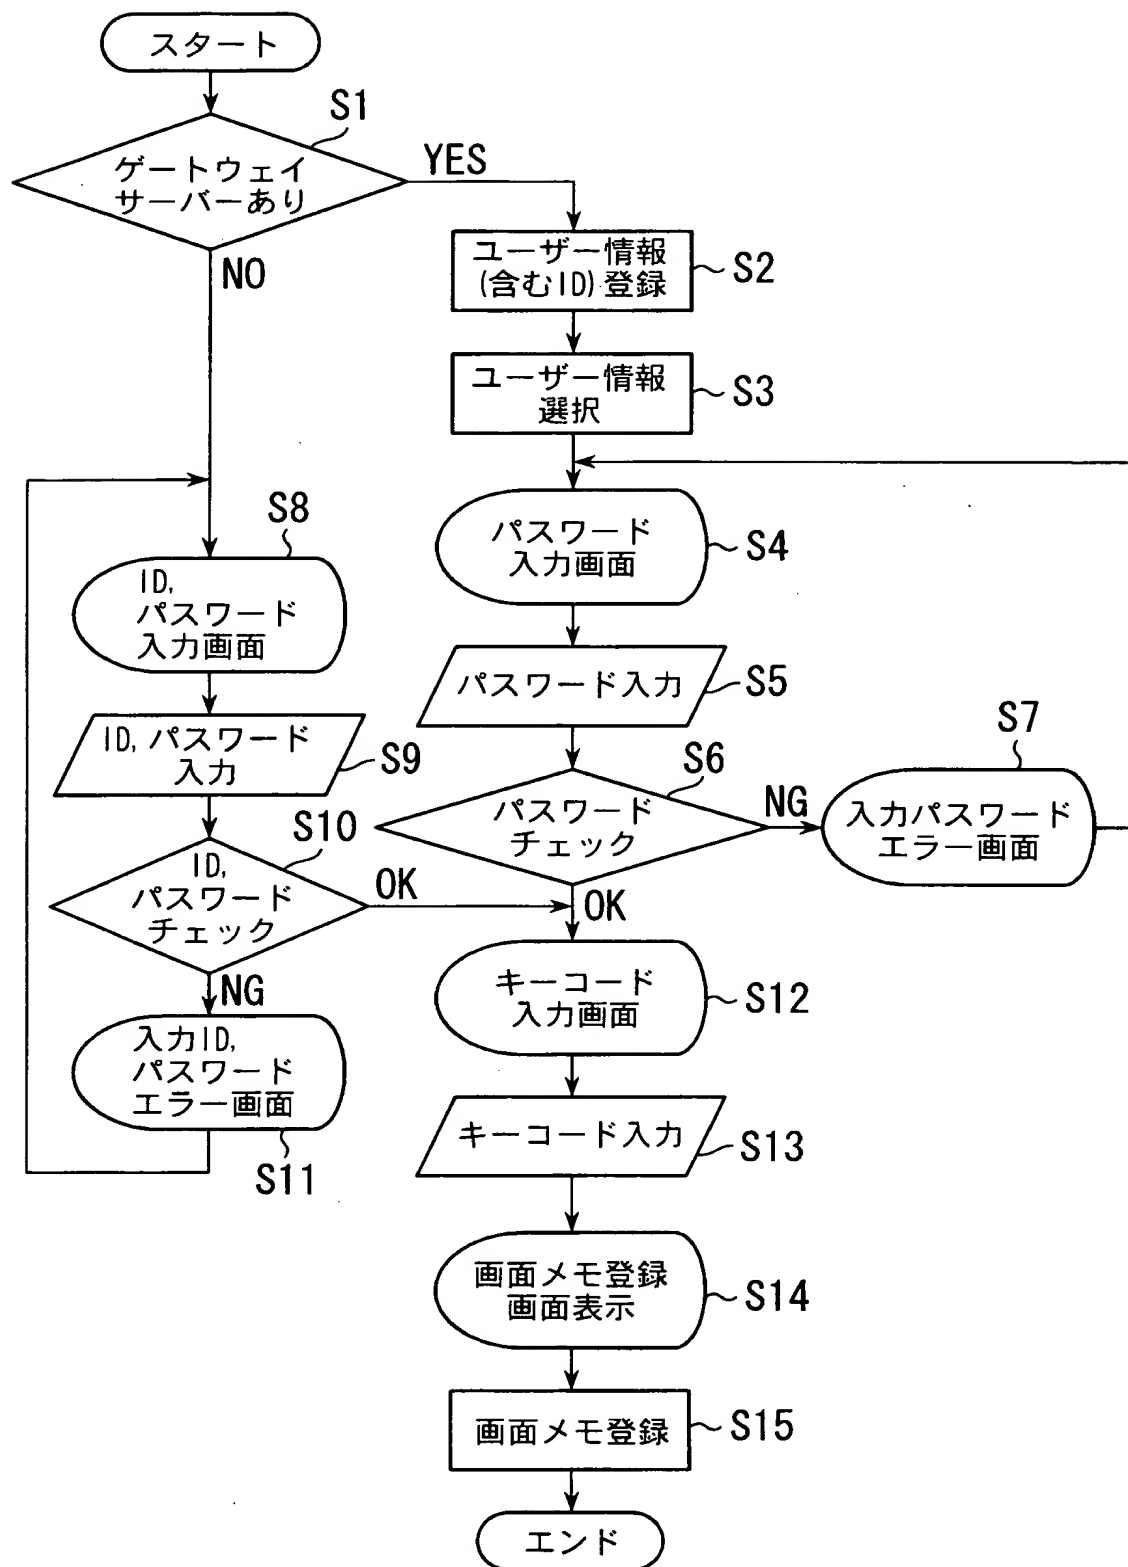 スタート
S1
ゲートウェイ
サーバーあり
YES
NO
ユーザー情報
(含むID)登録
S2
ユーザー情報
選択
S3
パスワード
入力画面
S4
パスワード入力
S5
パスワード
チェック
S6
NG
入力パスワード
エラー画面
S7
OK
S8
ID,
パスワード
入力画面
ID,パスワード
入力
S9
S10
ID,
パスワード
チェック
OK
NG
入力ID,
パスワード
エラー画面
S11
キーコード
入力画面
S12
キーコード入力
S13
画面メモ登録
画面表示
S14
画面メモ登録
S15
エンド